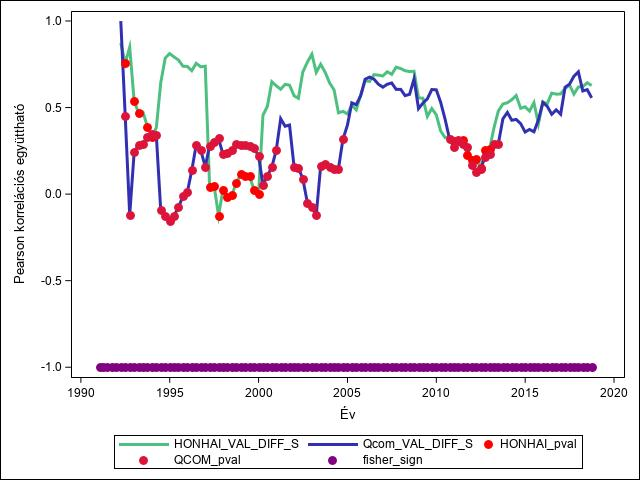 1.0
0.5
0.0
-0.5
-1.0
Pearson korrelációs együttható
1990 1995 2000 2005 2010 2015 2020
Év
HONHAI_VAL_DIFF_S Qcom_VAL_DIFF_S HONHAI_pval
QCOM_pval fisher_sign